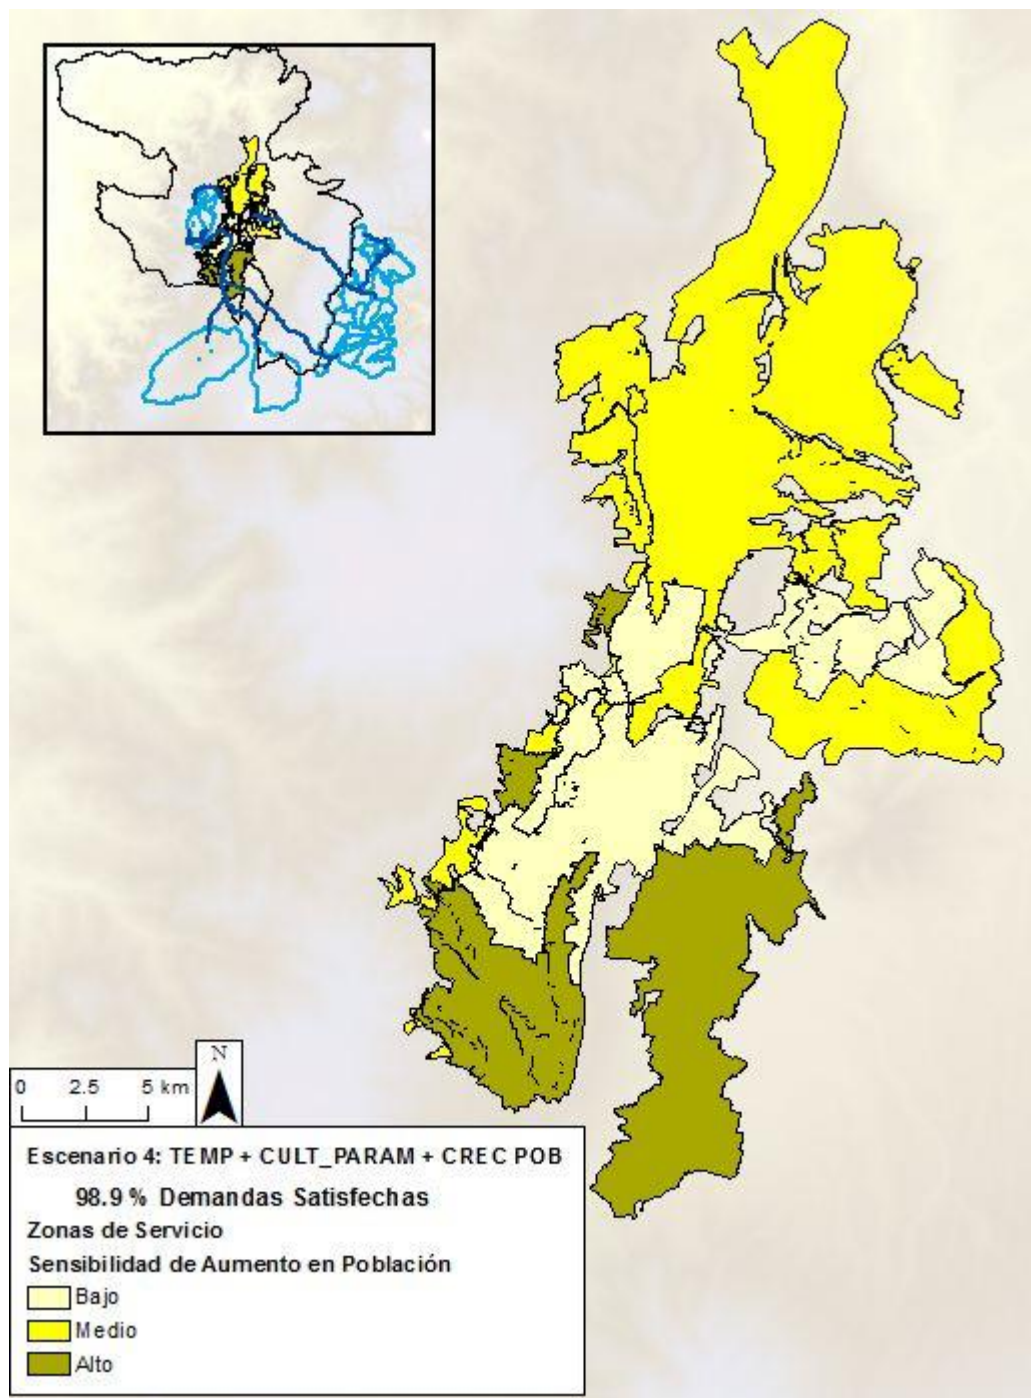 N
0 2.5 5 km
Escenario 4: TEMP + CULT_PARAM + CREC POB
98.9 % Demandas Satisfechas
Zonas de Servicio
Sensibilidad de Aumento en Población
Bajo
Medio
Alto